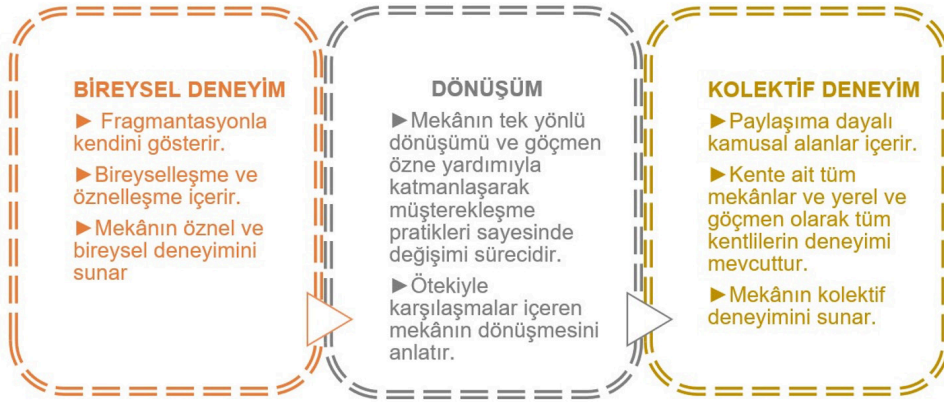 BİREYSEL DENEYİM
► Fragmantasyonla
kendini gösterir.
►Bireyselleşme ve
öznelleşme içerir.
►Mekânın öznel ve
bireysel deneyimini
sunar
DÖNÜŞÜM
►Mekânın tek yönlü
dönüşümü ve göçmen
özne yardımıyla
katmanlaşarak
müşterekleşme
pratikleri sayesinde
değişimi sürecidir.
►Ötekiyle
karşılaşmalar içeren
mekânın dönüşmesini
anlatır.
KOLEKTİF DENEYİM
►Paylaşıma dayalı
kamusal alanlar içerir.
►Kente ait tüm
mekânlar ve yerel ve
göçmen olarak tüm
kentlilerin deneyimi
mevcuttur.
►Mekânın kolektif
deneyimini sunar.